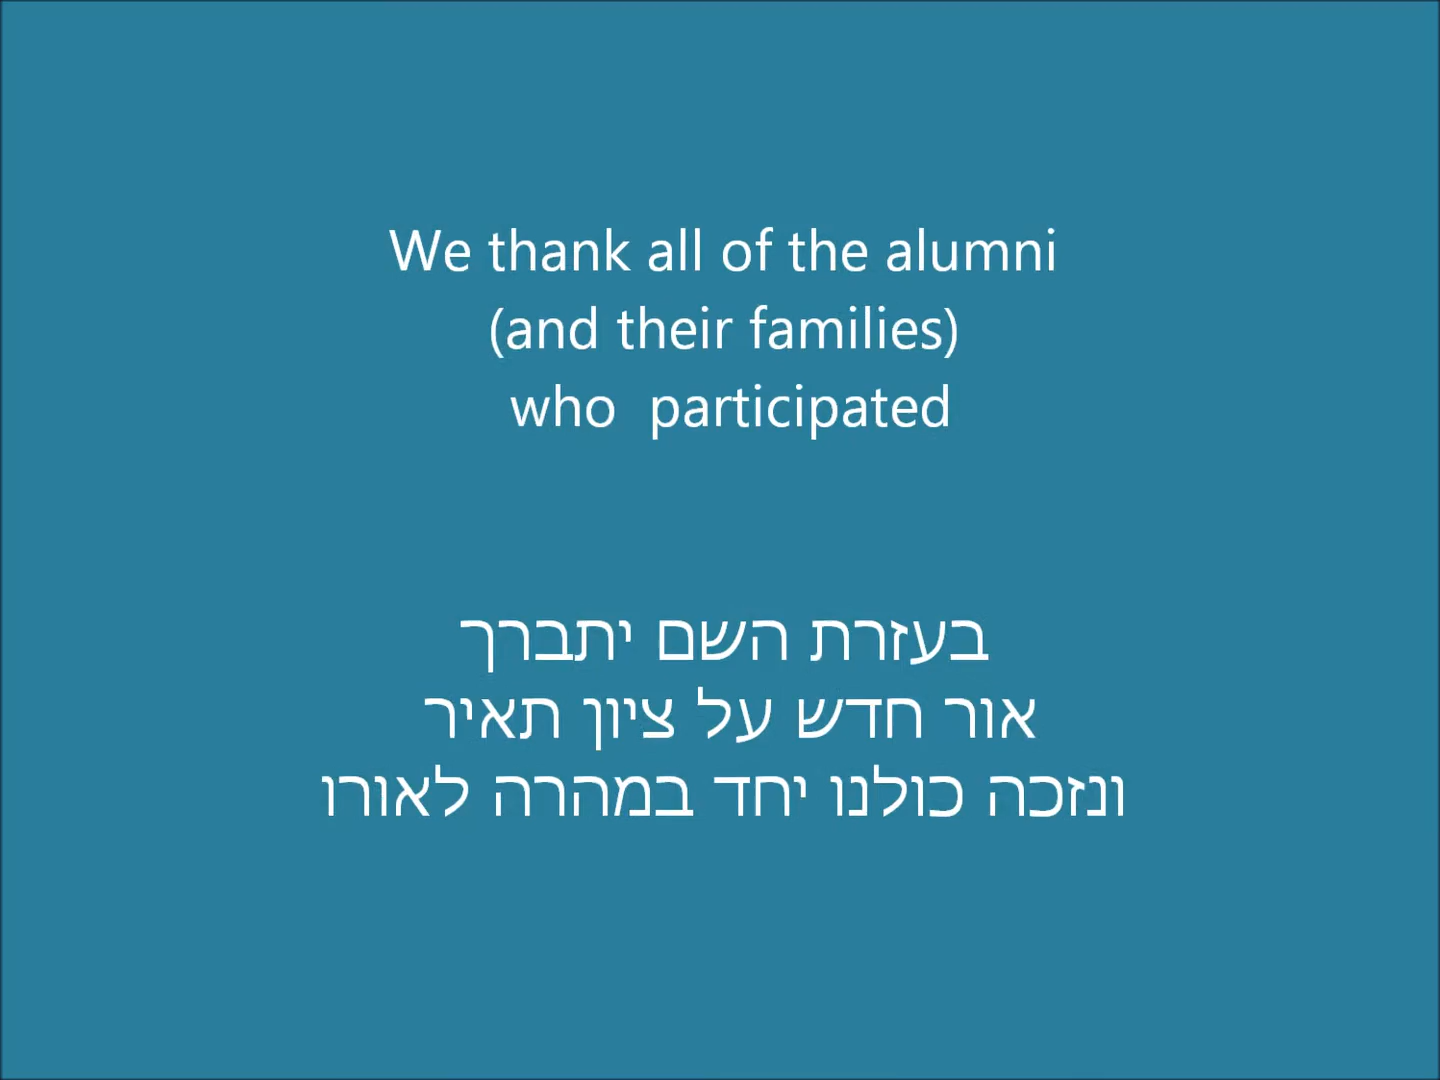 We thank all of the alumni
(and their families)
who  participated
בעזרת השם יתברך
אור חדש על ציון תאיר
ונזכה כולנו יחד במהרה לאורו